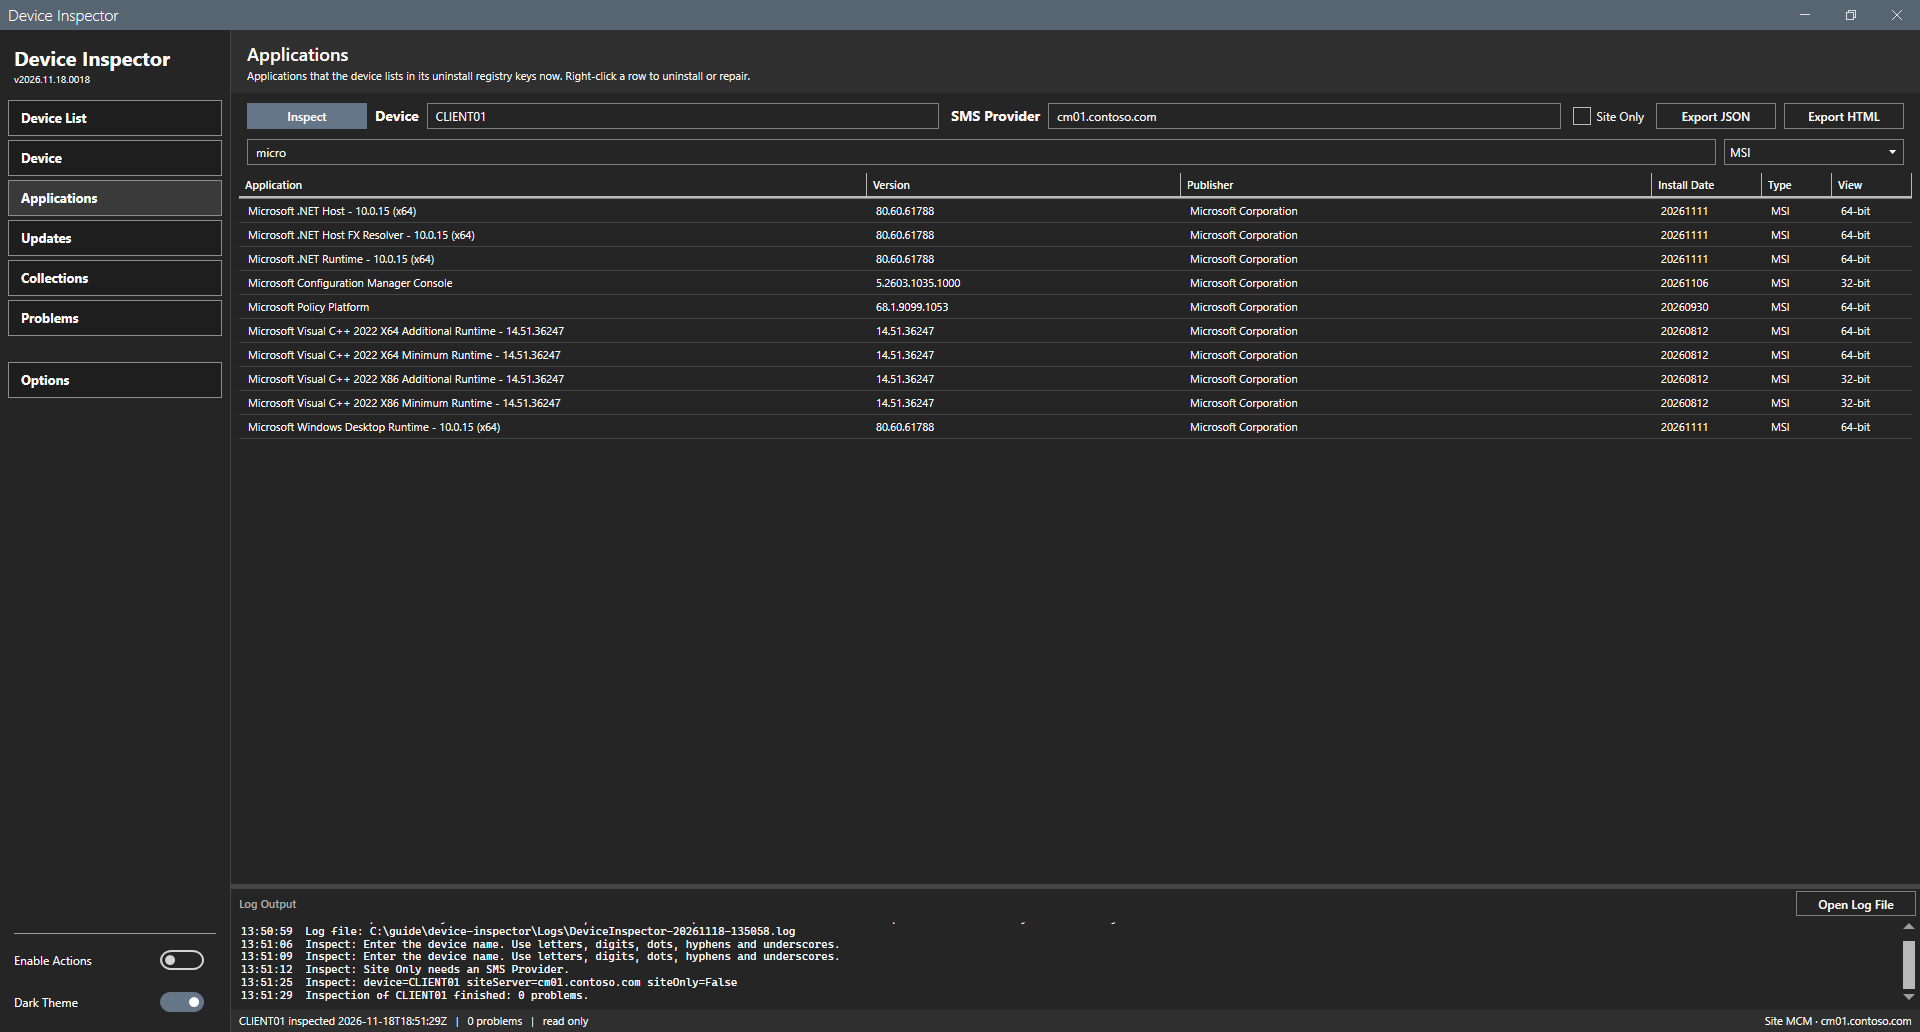 Device Inspector
Device Inspector
v2026.11.18.0018
Device List
Device
Applications
Updates
Collections
Problems
Options
Enable Actions
Dark Theme
Applications
Applications that the device lists in its uninstall registry keys now. Right-click a row to uninstall or repair.
Inspect Device CLIENT01 SMS Provider cm01.contoso.com Site Only Export JSON Export HTML
micro MSI
Application Version Publisher Install Date Type View
Microsoft .NET Host - 10.0.15 (x64) 80.60.61788 Microsoft Corporation 20261111 MSI 64-bit
Microsoft .NET Host FX Resolver - 10.0.15 (x64) 80.60.61788 Microsoft Corporation 20261111 MSI 64-bit
Microsoft .NET Runtime - 10.0.15 (x64) 80.60.61788 Microsoft Corporation 20261111 MSI 64-bit
Microsoft Configuration Manager Console 5.2603.1035.1000 Microsoft Corporation 20261106 MSI 32-bit
Microsoft Policy Platform 68.1.9099.1053 Microsoft Corporation 20260930 MSI 64-bit
Microsoft Visual C++ 2022 X64 Additional Runtime - 14.51.36247 14.51.36247 Microsoft Corporation 20260812 MSI 64-bit
Microsoft Visual C++ 2022 X64 Minimum Runtime - 14.51.36247 14.51.36247 Microsoft Corporation 20260812 MSI 64-bit
Microsoft Visual C++ 2022 X86 Additional Runtime - 14.51.36247 14.51.36247 Microsoft Corporation 20260812 MSI 32-bit
Microsoft Visual C++ 2022 X86 Minimum Runtime - 14.51.36247 14.51.36247 Microsoft Corporation 20260812 MSI 32-bit
Microsoft Windows Desktop Runtime - 10.0.15 (x64) 80.60.61788 Microsoft Corporation 20261111 MSI 64-bit
Log Output Open Log File
13:50:59 Log file: C:\guide\device-inspector\Logs\DeviceInspector-20261118-135058.log
13:51:06 Inspect: Enter the device name. Use letters, digits, dots, hyphens and underscores.
13:51:09 Inspect: Enter the device name. Use letters, digits, dots, hyphens and underscores.
13:51:12 Inspect: Site Only needs an SMS Provider.
13:51:25 Inspect: device=CLIENT01 siteServer=cm01.contoso.com siteOnly=False
13:51:29 Inspection of CLIENT01 finished: 0 problems.
CLIENT01 inspected 2026-11-18T18:51:29Z | 0 problems | read only Site MCM · cm01.contoso.com